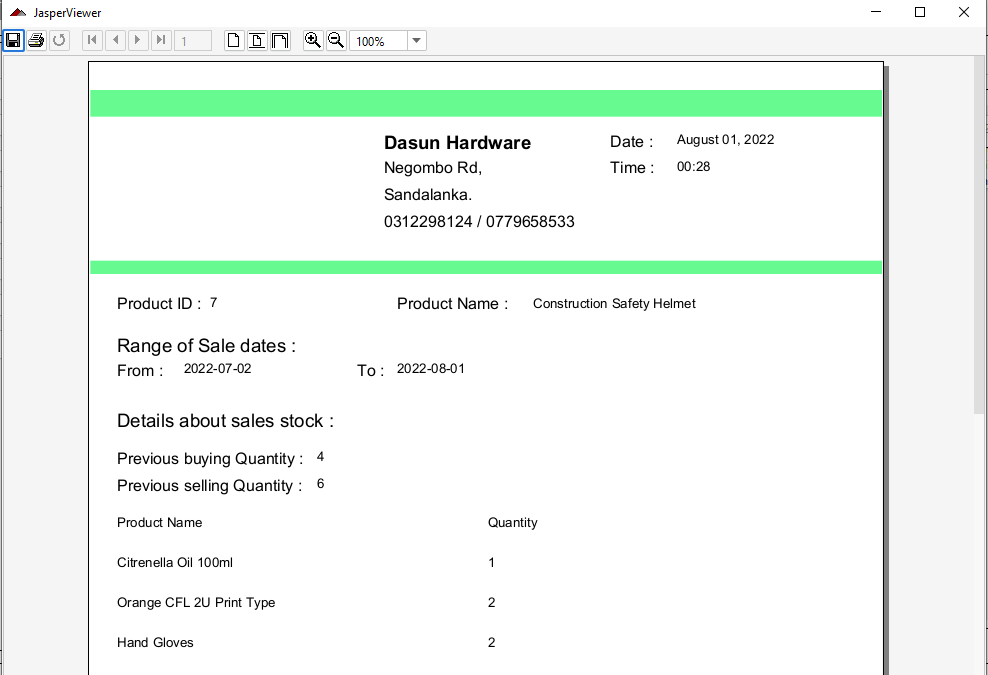 JasperViewer
1
100%
Dasun Hardware
Date : August 01, 2022
Negombo Rd,
Time : 00:28
Sandalanka.
0312298124 / 0779658533
Product ID : 7 Product Name : Construction Safety Helmet
Range of Sale dates :
From : 2022-07-02 To : 2022-08-01
Details about sales stock :
Previous buying Quantity : 4
Previous selling Quantity : 6
Product Name Quantity
Citrenella Oil 100ml 1
Orange CFL 2U Print Type 2
Hand Gloves 2